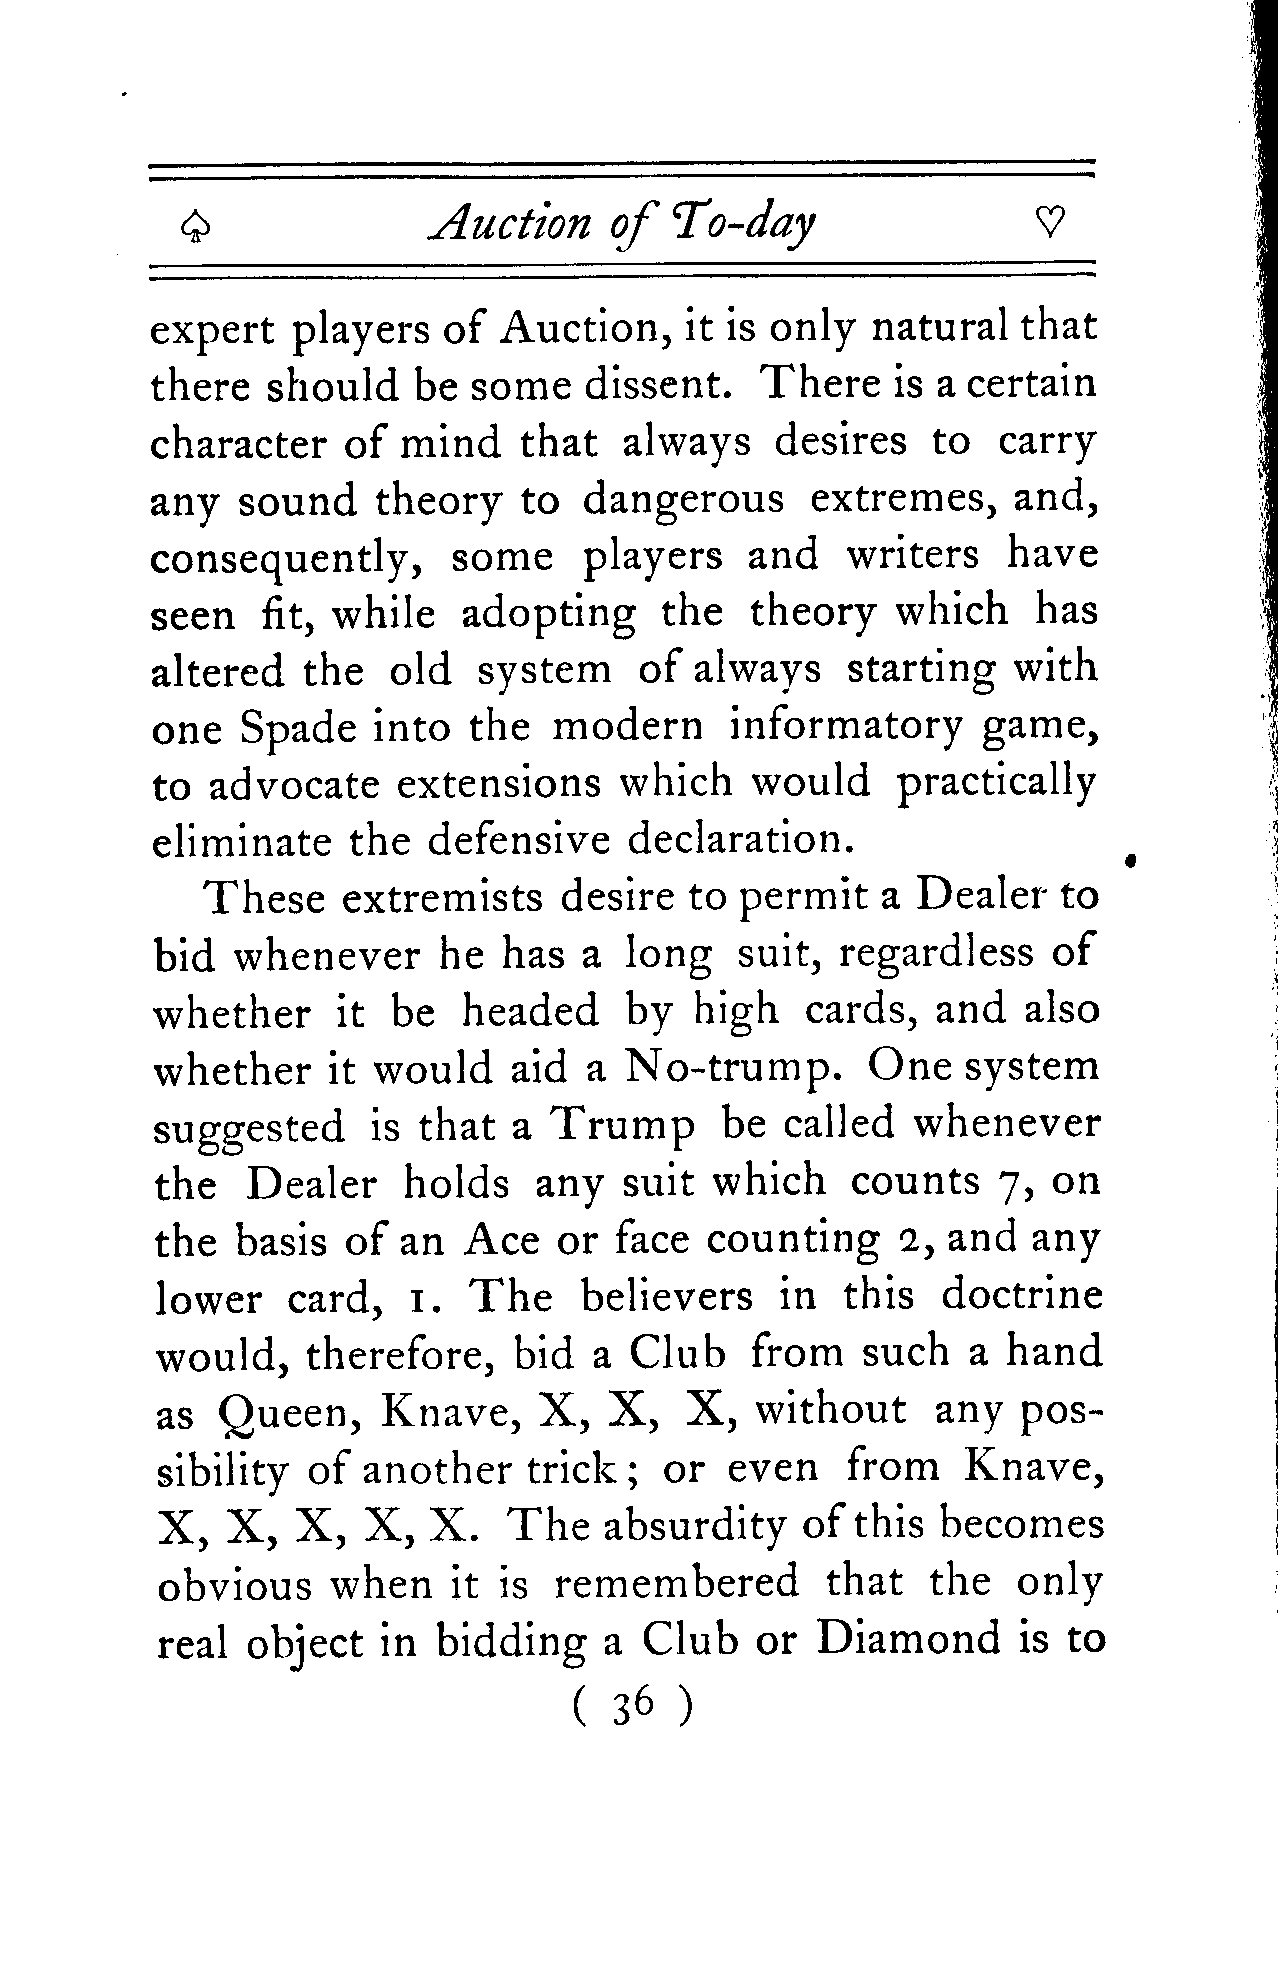 ♤ Auction of To-day ♡
expert players of Auction, it is only natural that
there should be some dissent. There is a certain
character of mind that always desires to carry
any sound theory to dangerous extremes, and,
consequently, some players and writers have
seen fit, while adopting the theory which has
altered the old system of always starting with
one Spade into the modern informatory game,
to advocate extensions which would practically
eliminate the defensive declaration.
These extremists desire to permit a Dealer to
bid whenever he has a long suit, regardless of
whether it be headed by high cards, and also
whether it would aid a No-trump. One system
suggested is that a Trump be called whenever
the Dealer holds any suit which counts 7, on
the basis of an Ace or face counting 2, and any
lower card, 1. The believers in this doctrine
would, therefore, bid a Club from such a hand
as Queen, Knave, X, X, X, without any pos-
sibility of another trick; or even from Knave,
X, X, X, X, X. The absurdity of this becomes
obvious when it is remembered that the only
real object in bidding a Club or Diamond is to
( 36 )